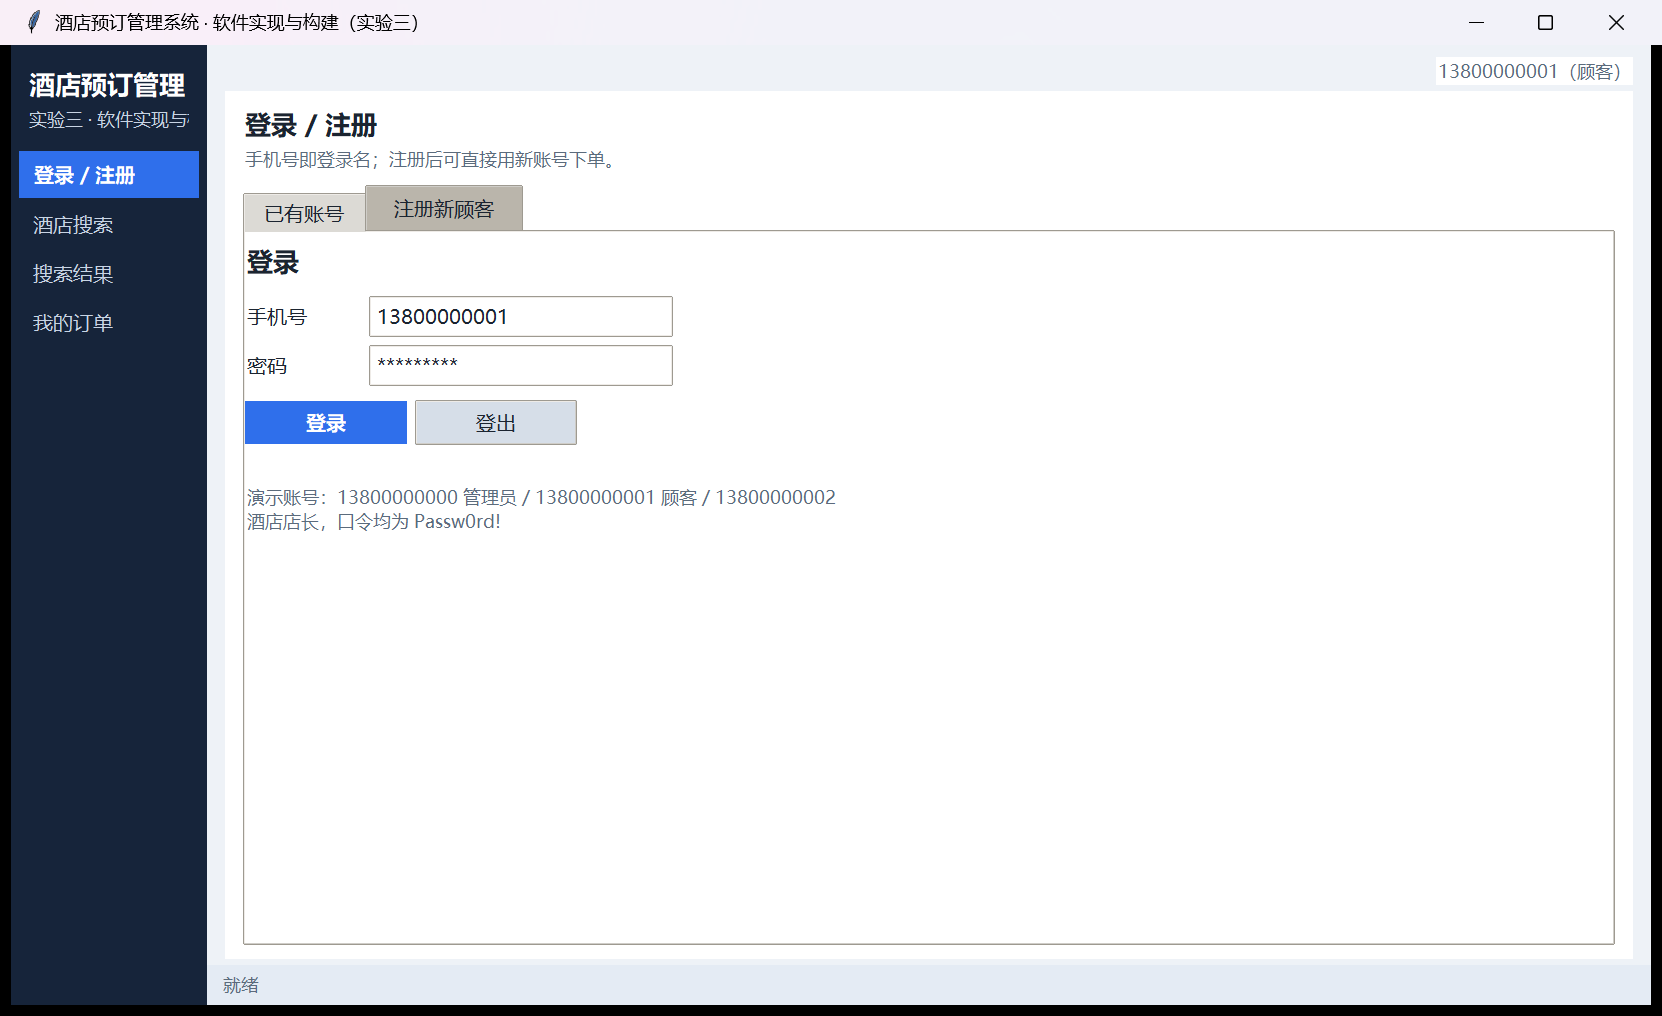 酒店预订管理系统 · 软件实现与构建（实验三）
13800000001（顾客）
酒店预订管理
实验三 · 软件实现与
登录 / 注册
酒店搜索
搜索结果
我的订单
登录 / 注册
手机号即登录名；注册后可直接用新账号下单。
已有账号
注册新顾客
登录
手机号
13800000001
密码
*********
登录
登出
演示账号：13800000000 管理员 / 13800000001 顾客 / 13800000002
酒店店长，口令均为 Passw0rd!
就绪